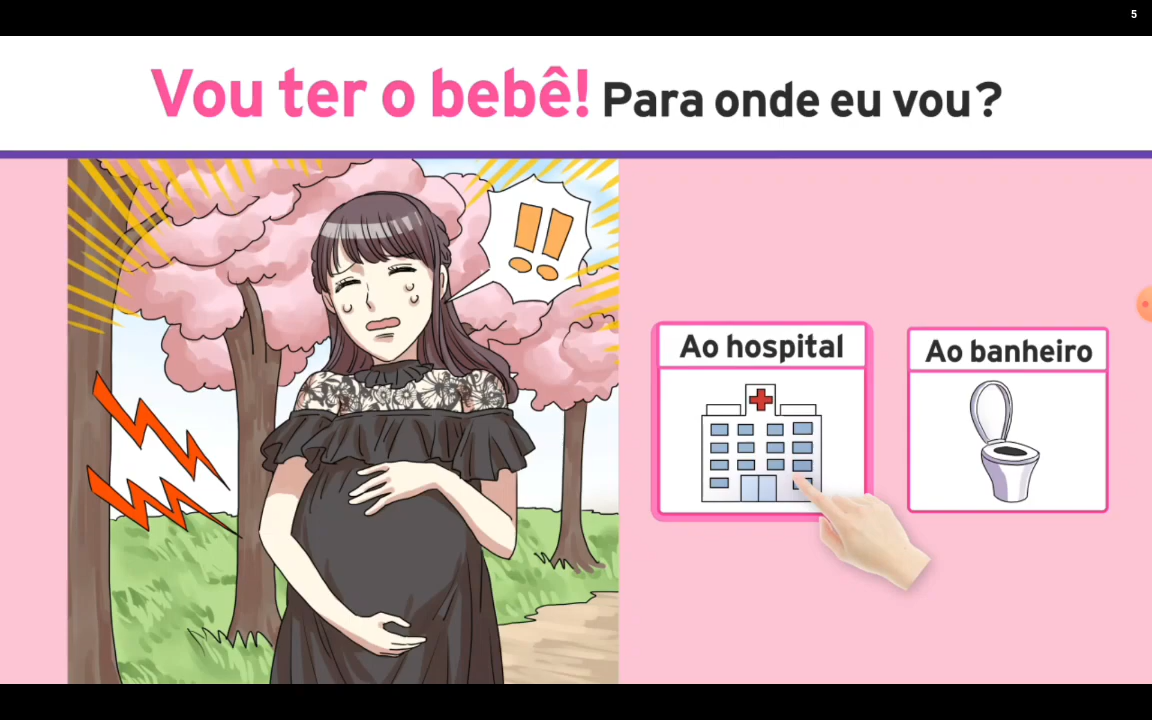 5
Vou ter o bebê! Para onde eu vou?
!!
Ao hospital
Ao banheiro